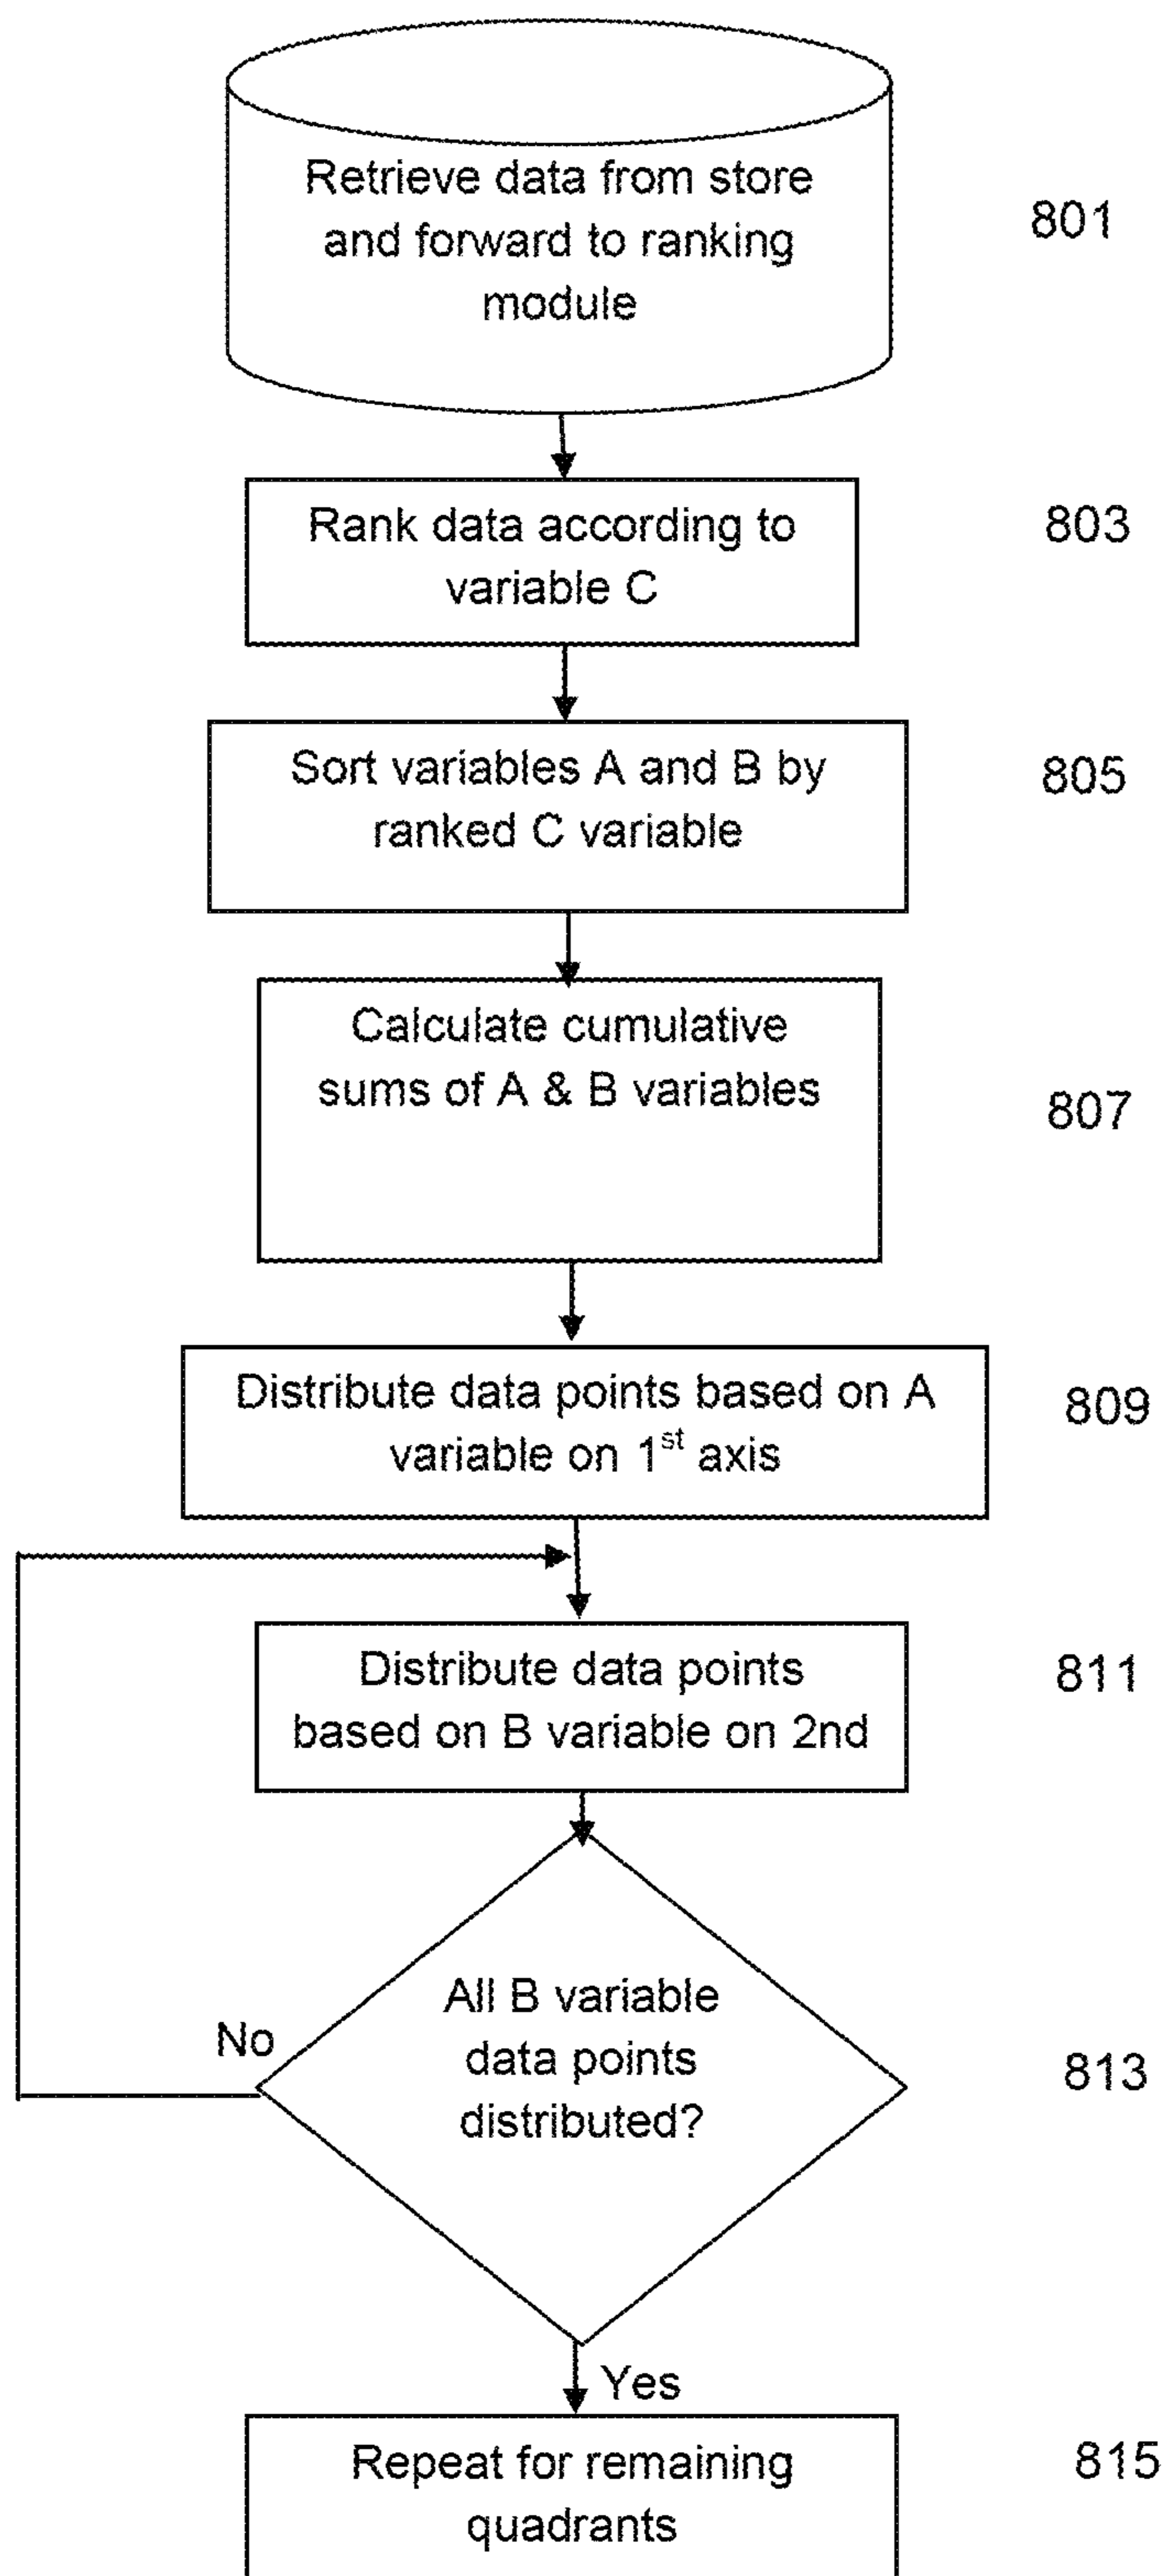 Retrieve data from store
and forward to ranking
module
801
Rank data according to
variable C
803
Sort variables A and B by
ranked C variable
805
Calculate cumulative
sums of A & B variables
807
Distribute data points based on A
variable on 1st axis
809
Distribute data points
based on B variable on 2nd
811
All B variable
data points
distributed?
813
No
Yes
Repeat for remaining
quadrants
815